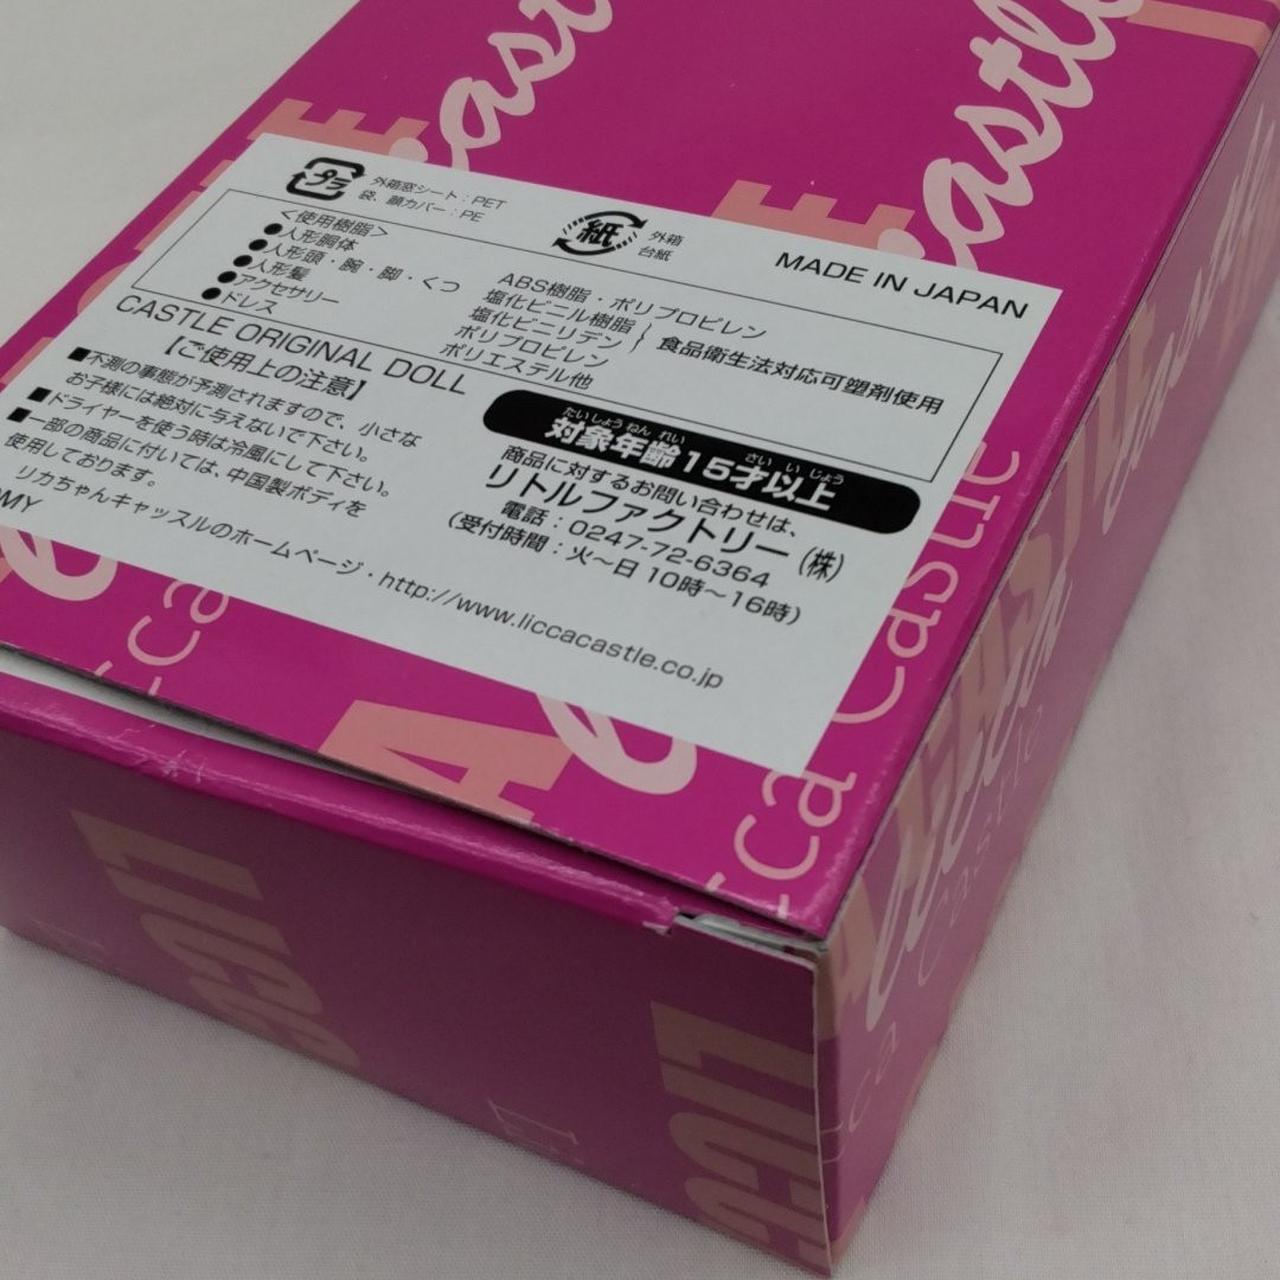 プラ
外箱窓シート：PET
袋、顔カバー：PE
紙
外箱
台紙
MADE IN JAPAN
＜使用樹脂＞
●人形胴体 ABS樹脂・ポリプロピレン
●人形頭・腕・脚・くつ 塩化ビニル樹脂
●人形髪 塩化ビニリデン
●アクセサリー ポリプロピレン
●ドレス ポリエステル他
食品衛生法対応可塑剤使用
CASTLE ORIGINAL DOLL
【ご使用上の注意】
■不測の事態が予測されますので、小さな
お子様には絶対に与えないで下さい。
■ドライヤーを使う時は冷風にして下さい。
■一部の商品に付いては、中国製ボディを
使用しております。
たいしょうねんれい さいいじょう
対象年齢15才以上
商品に対するお問い合わせは、
リトルファクトリー（株）
電話：0247-72-6364
（受付時間：火〜日 10時〜16時）
リカちゃんキャッスルのホームページ・http://www.liccacastle.co.jp
castle